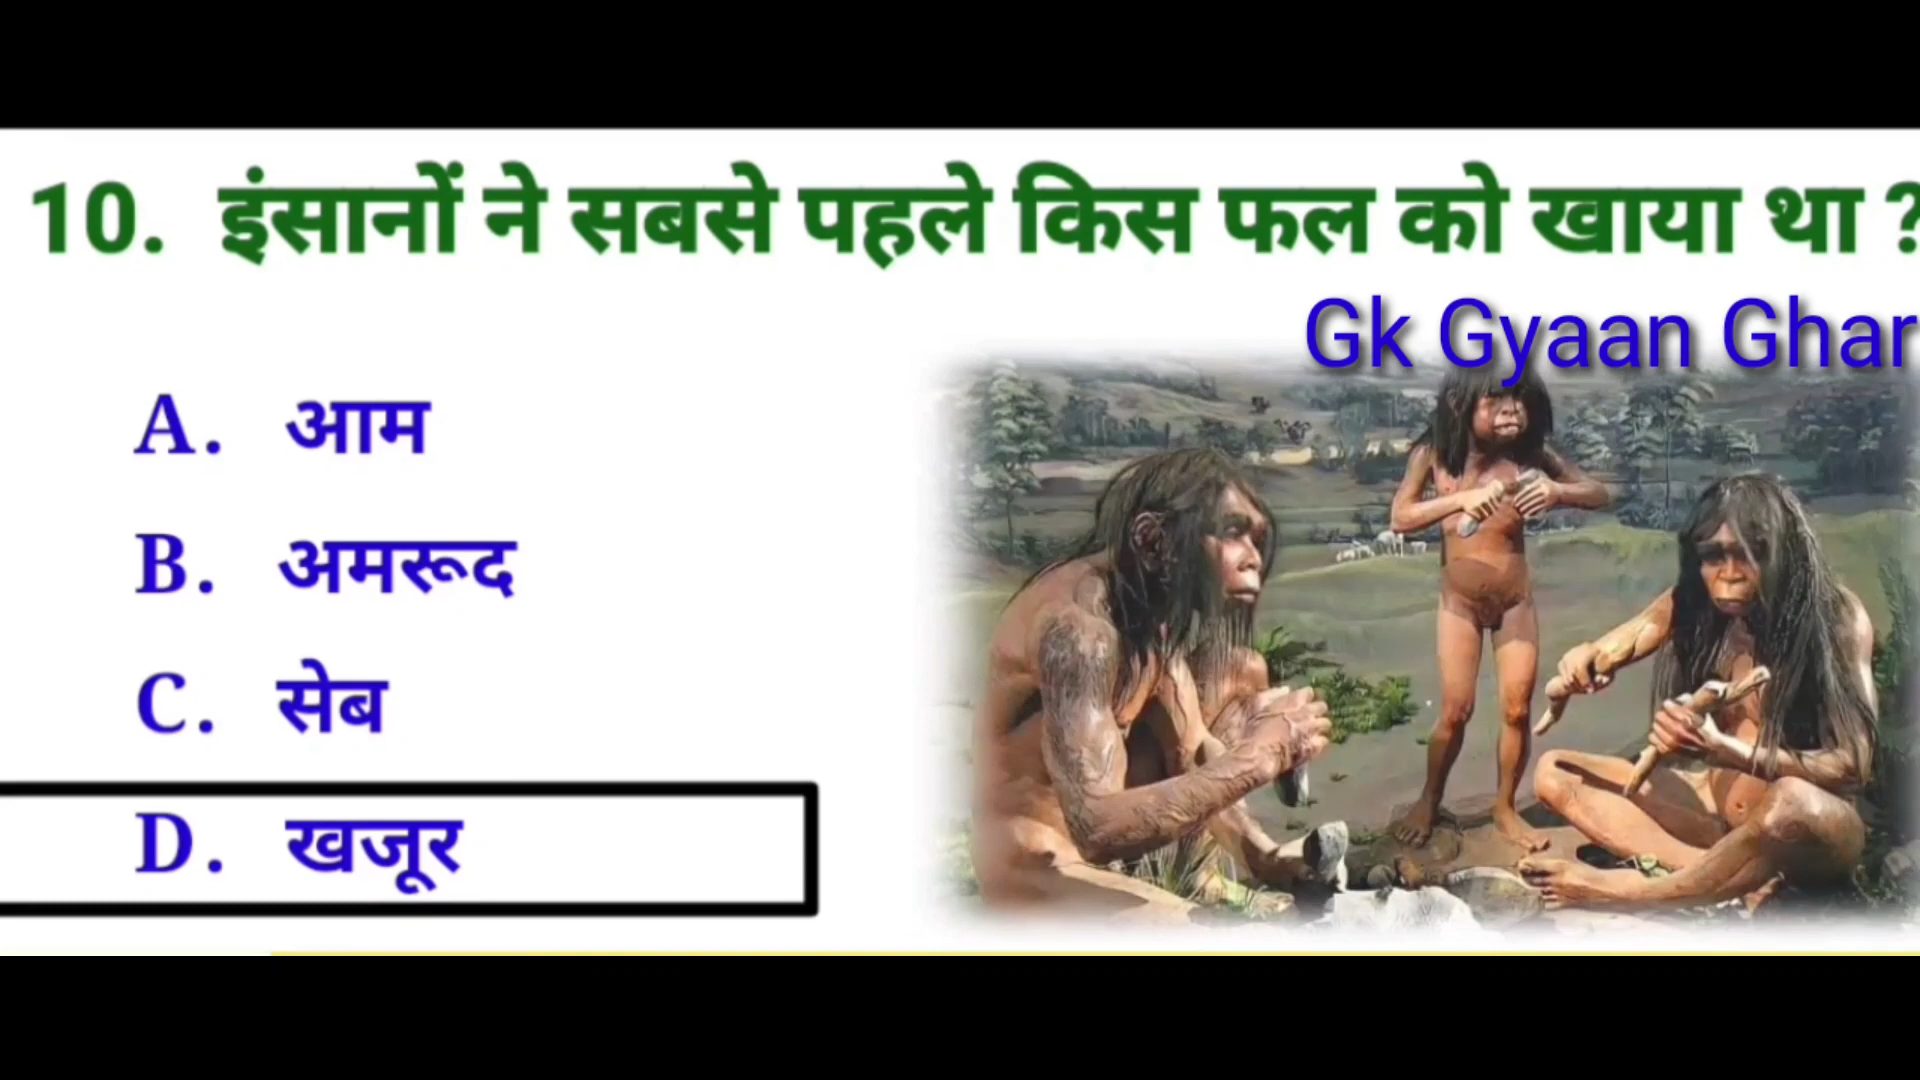 10. इंसानों ने सबसे पहले किस फल को खाया था ?
Gk Gyaan Ghar
A. आम
B. अमरूद
C. सेब
D. खजूर